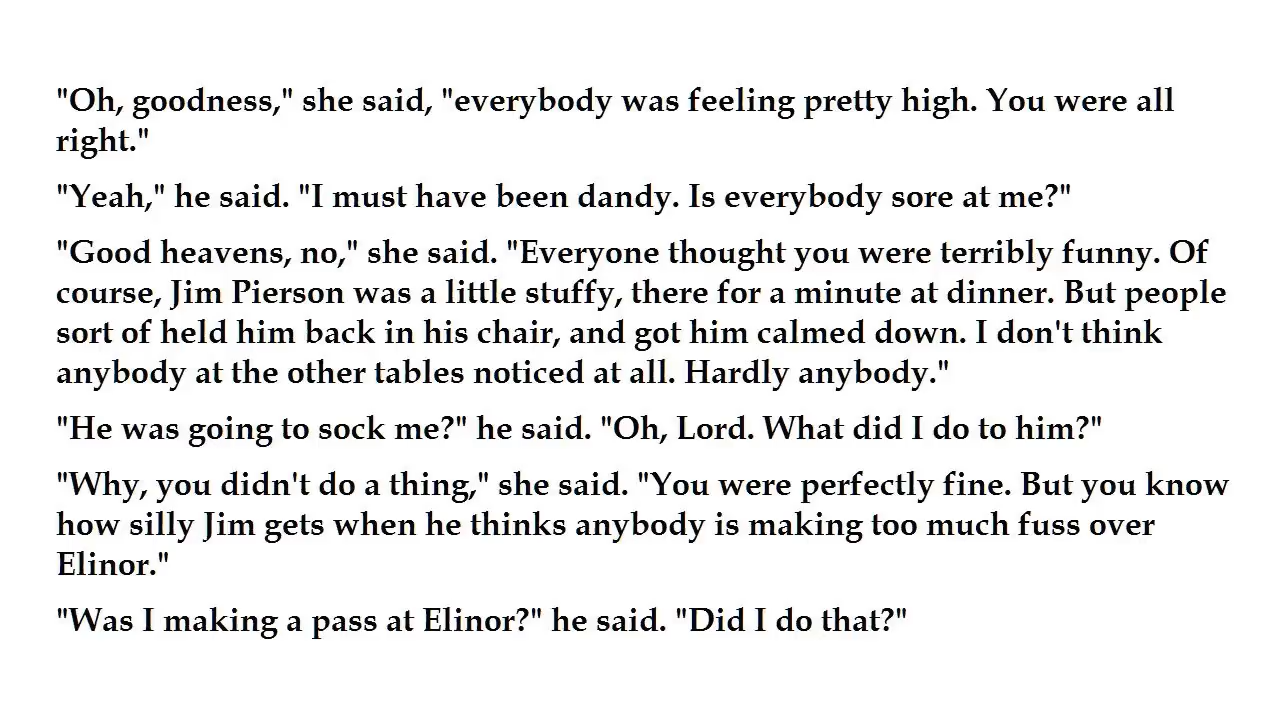 "Oh, goodness," she said, "everybody was feeling pretty high. You were all
right."
"Yeah," he said. "I must have been dandy. Is everybody sore at me?"
"Good heavens, no," she said. "Everyone thought you were terribly funny. Of
course, Jim Pierson was a little stuffy, there for a minute at dinner. But people
sort of held him back in his chair, and got him calmed down. I don't think
anybody at the other tables noticed at all. Hardly anybody."
"He was going to sock me?" he said. "Oh, Lord. What did I do to him?"
"Why, you didn't do a thing," she said. "You were perfectly fine. But you know
how silly Jim gets when he thinks anybody is making too much fuss over
Elinor."
"Was I making a pass at Elinor?" he said. "Did I do that?"